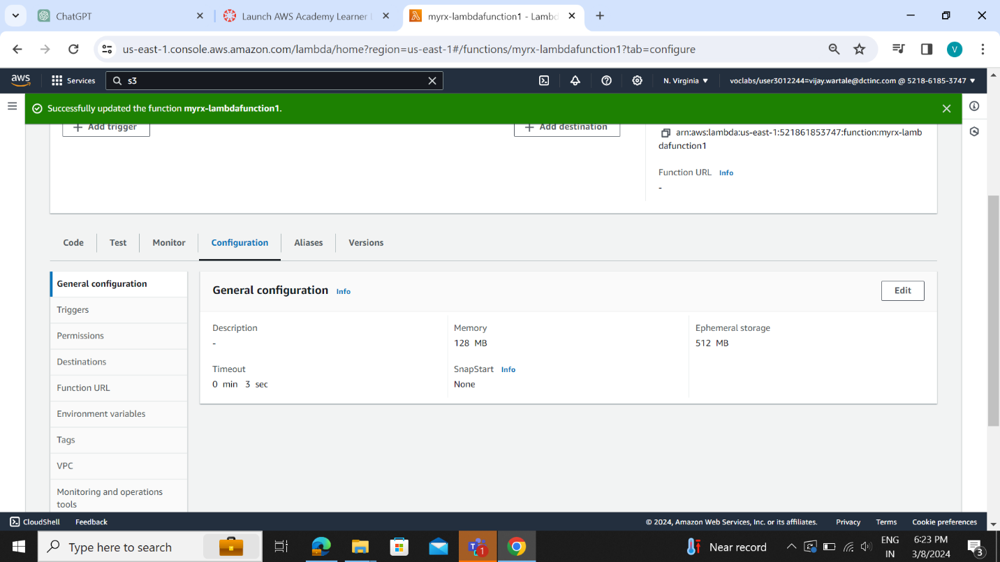 ChatGPT
Launch AWS Academy Learner
myrx-lambdafunction1 - Lambd
us-east-1.console.aws.amazon.com/lambda/home?region=us-east-1#/functions/myrx-lambdafunction1?tab=configure
V
aws
Services
s3
N. Virginia
voclabs/user3012244=vijay.wartale@dctinc.com @ 5218-6185-3747
Successfully updated the function myrx-lambdafunction1.
Add trigger
Add destination
arn:aws:lambda:us-east-1:521861853747:function:myrx-lamb
dafunction1
Function URL Info
-
Code
Test
Monitor
Configuration
Aliases
Versions
General configuration
Triggers
Permissions
Destinations
Function URL
Environment variables
Tags
VPC
Monitoring and operations
tools
General configuration Info
Edit
Description
-
Memory
128 MB
Ephemeral storage
512 MB
Timeout
0 min 3 sec
SnapStart Info
None
CloudShell
Feedback
© 2024, Amazon Web Services, Inc. or its affiliates.
Privacy
Terms
Cookie preferences
Type here to search
1
Near record
ENG
IN
6:23 PM
3/8/2024
3